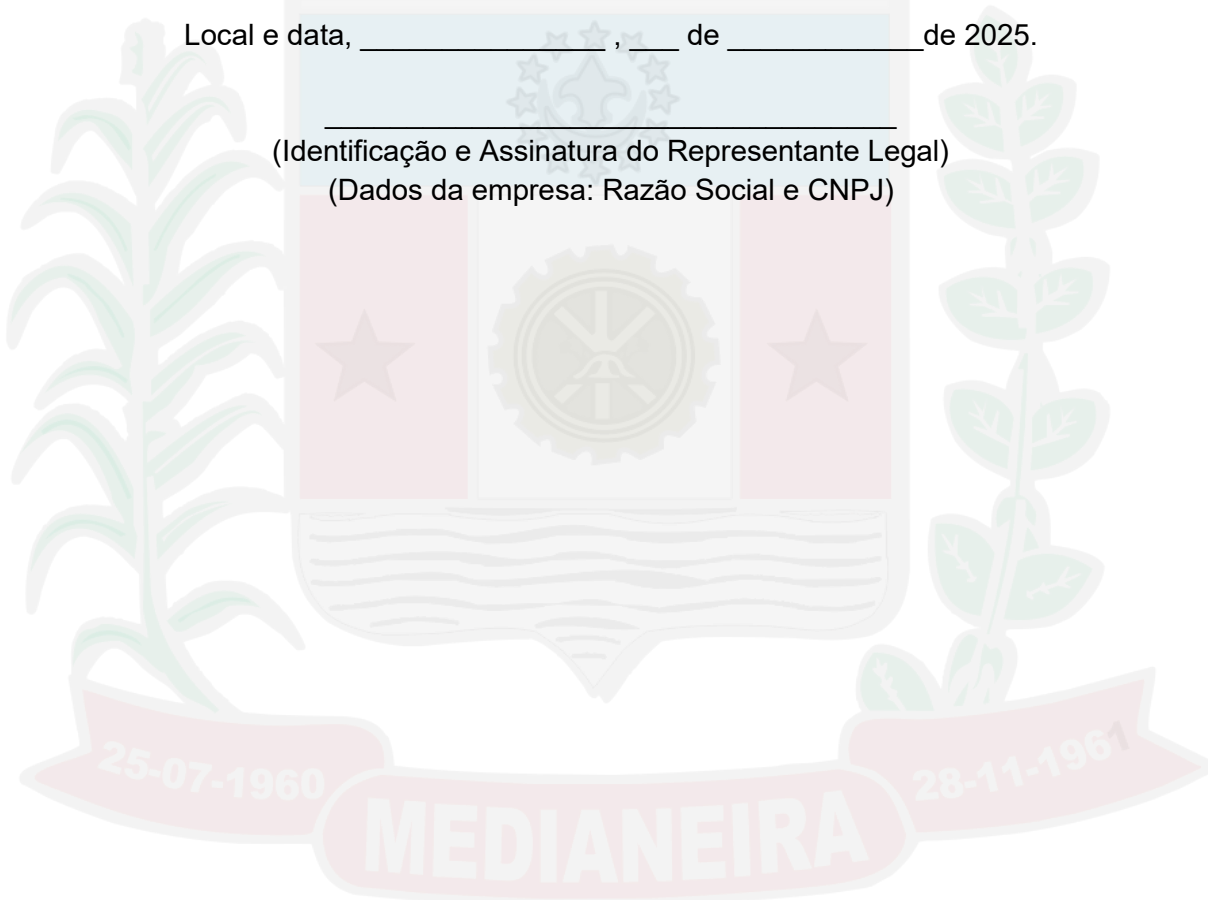 Local e data, _______________ , ___ de ____________de 2025.
___________________________________
(Identificação e Assinatura do Representante Legal)
(Dados da empresa: Razão Social e CNPJ)
25-07-1960
28-11-1961
MEDIANEIRA